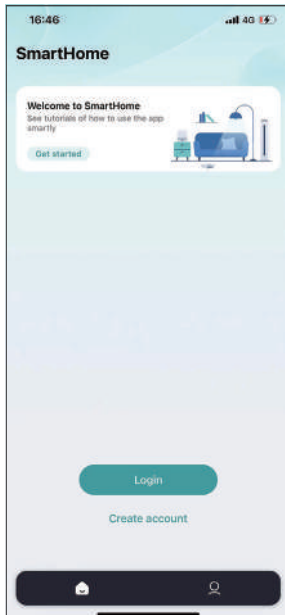 16:46
4G
SmartHome
Welcome to SmartHome
See tutorials of how to use the app
smartly
Get started
Login
Create account